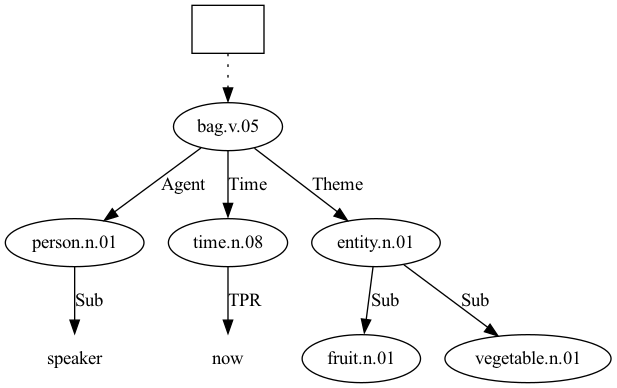 bag.v.05
Agent Time Theme
person.n.01 time.n.08 entity.n.01
Sub TPR Sub Sub
speaker now fruit.n.01 vegetable.n.01